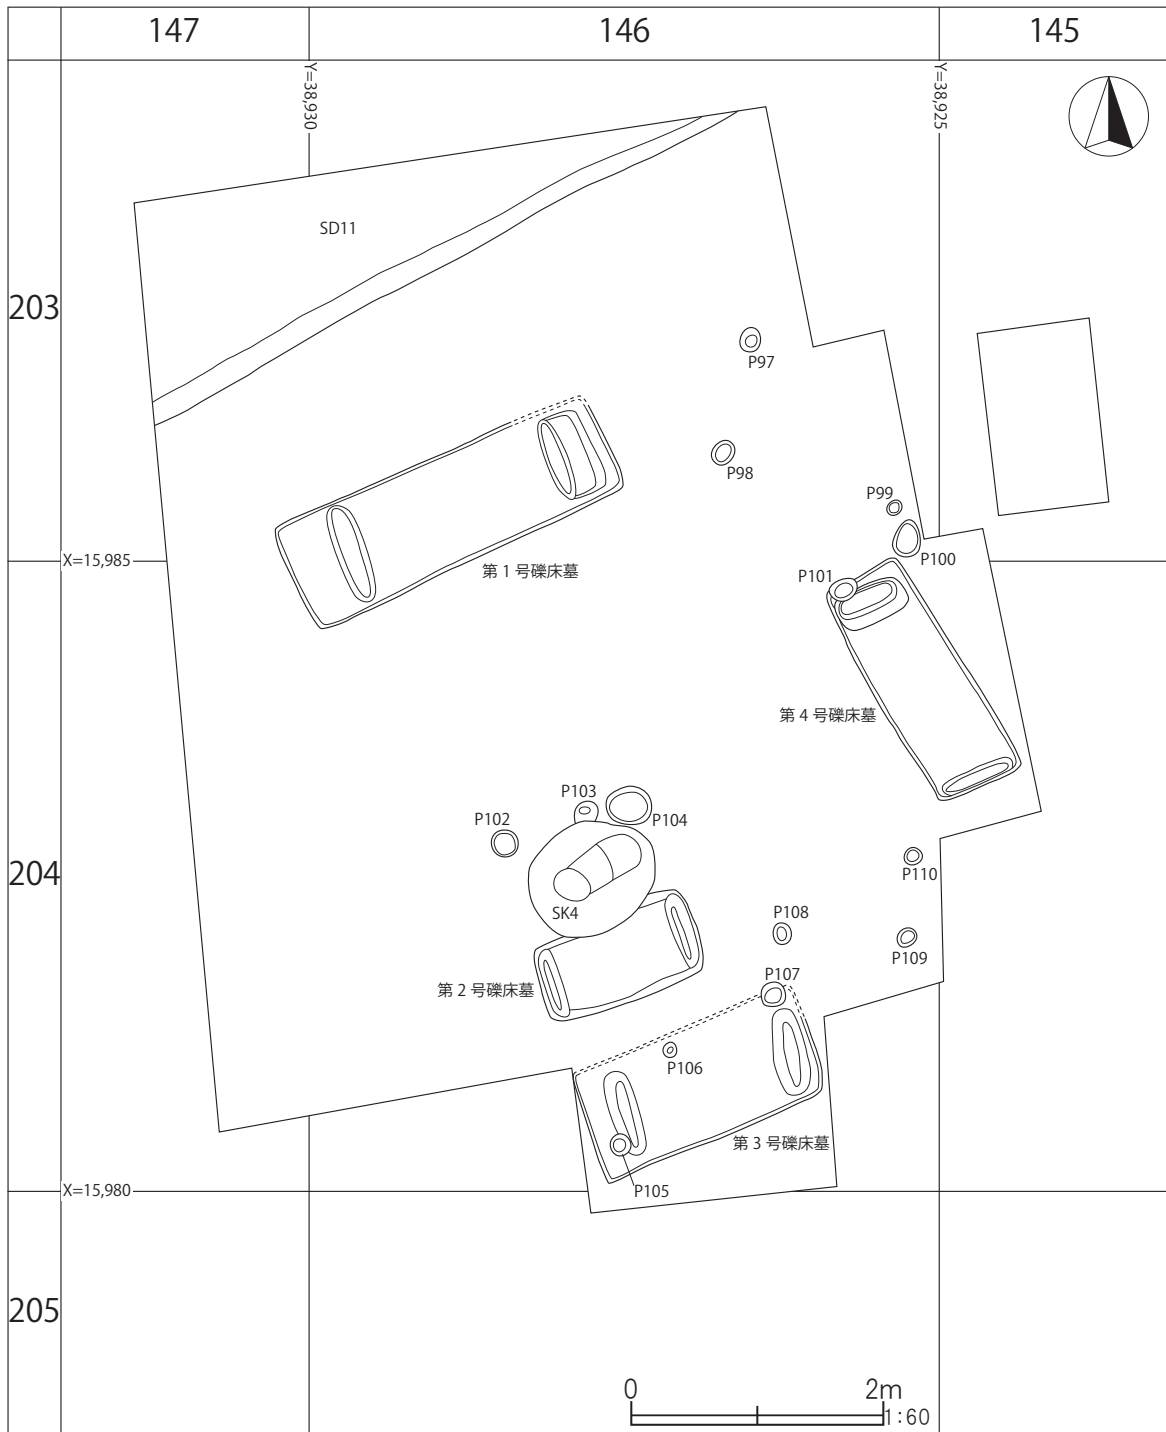 147
146
145
Y=38,930
Y=38,925
SD11
203
P97
P98
P99
P100
X=15,985
第 1 号礫床墓
P101
第 4 号礫床墓
P103
P102
P104
204
P110
SK4
P108
P109
第 2 号礫床墓
P107
P106
第 3 号礫床墓
X=15,980
P105
205
0
2m
1:60